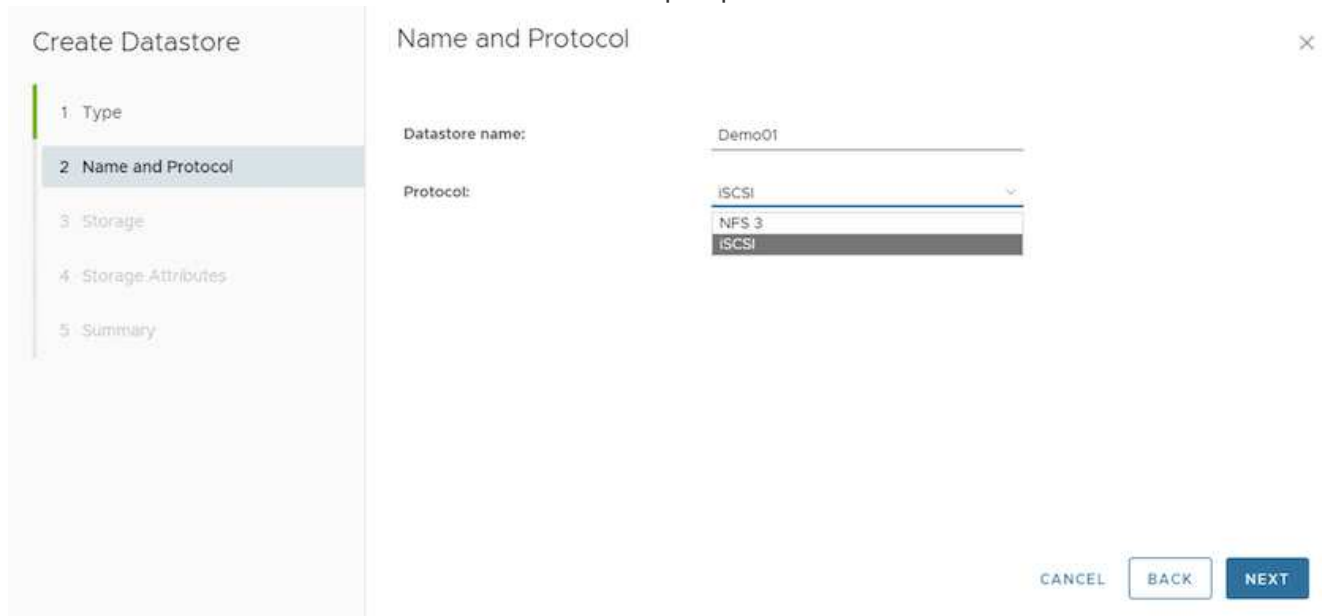 Create Datastore
1 Type
2 Name and Protocol
3 Storage
4 Storage Attributes
5 Summary
Name and Protocol
Datastore name: Demo01
Protocol: iSCSI
NFS 3
iSCSI
CANCEL BACK NEXT